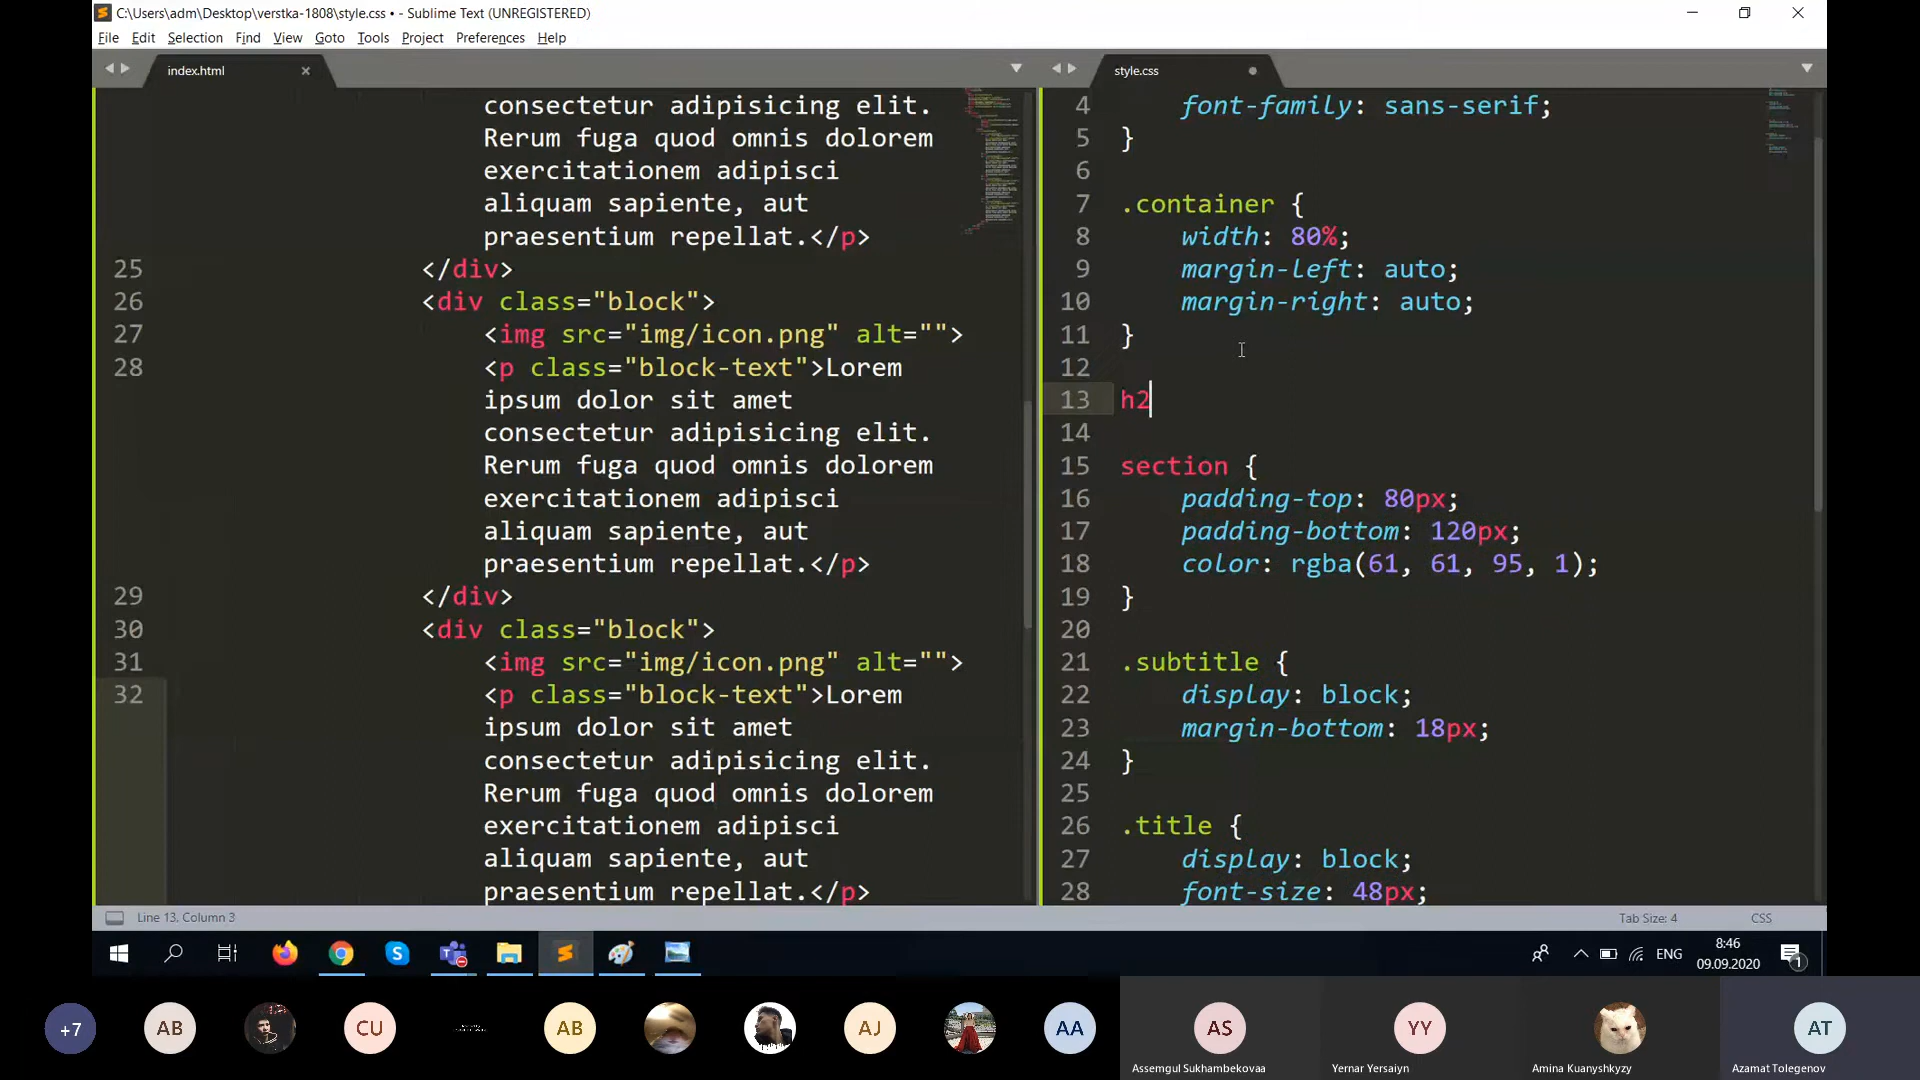 C:\Users\adm\Desktop\verstka-1808\style.css • - Sublime Text (UNREGISTERED)
File Edit Selection Find View Goto Tools Project Preferences Help
index.html
consectetur adipisicing elit.
Rerum fuga quod omnis dolorem
exercitationem adipisci
aliquam sapiente, aut
praesentium repellat.</p>
25 </div>
26 <div class="block">
27 <img src="img/icon.png" alt="">
28 <p class="block-text">Lorem
ipsum dolor sit amet
consectetur adipisicing elit.
Rerum fuga quod omnis dolorem
exercitationem adipisci
aliquam sapiente, aut
praesentium repellat.</p>
29 </div>
30 <div class="block">
31 <img src="img/icon.png" alt="">
32 <p class="block-text">Lorem
ipsum dolor sit amet
consectetur adipisicing elit.
Rerum fuga quod omnis dolorem
exercitationem adipisci
aliquam sapiente, aut
praesentium repellat.</p>
style.css
4 font-family: sans-serif;
5 }
6
7 .container {
8 width: 80%;
9 margin-left: auto;
10 margin-right: auto;
11 }
12
13 h2
14
15 section {
16 padding-top: 80px;
17 padding-bottom: 120px;
18 color: rgba(61, 61, 95, 1);
19 }
20
21 .subtitle {
22 display: block;
23 margin-bottom: 18px;
24 }
25
26 .title {
27 display: block;
28 font-size: 48px;
Line 13, Column 3
Tab Size: 4
CSS
ENG
8:46
09.09.2020
1
+7
AB
CU
AB
AJ
AA
AS
YY
AT
Assemgul Sukhambekovaa
Yernar Yersaiyn
Amina Kuanyshkyzy
Azamat Tolegenov